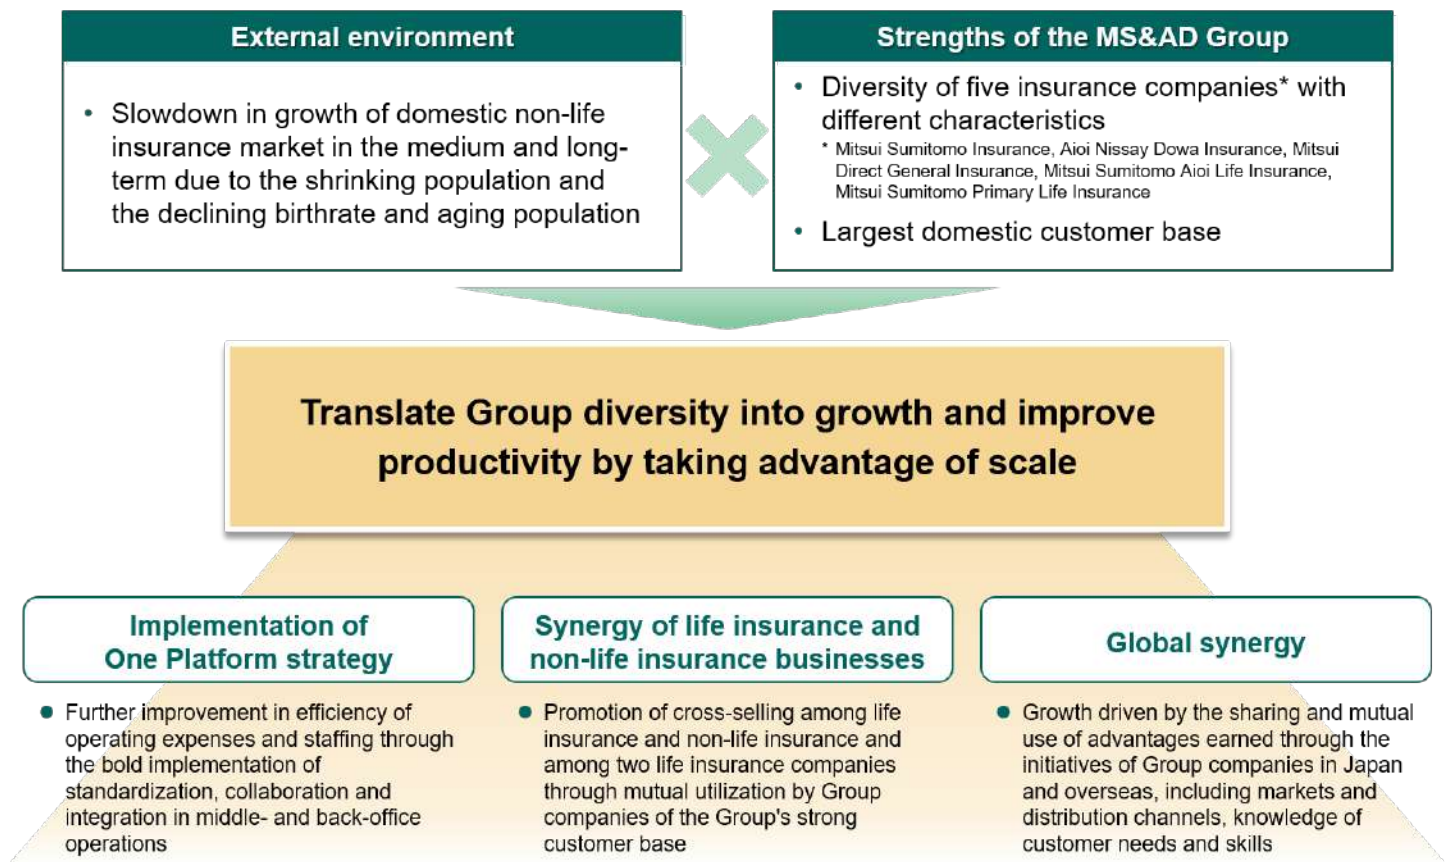 External environment
• Slowdown in growth of domestic non-life
insurance market in the medium and long-
term due to the shrinking population and
the declining birthrate and aging population
Strengths of the MS&AD Group
• Diversity of five insurance companies* with
different characteristics
* Mitsui Sumitomo Insurance, Aioi Nissay Dowa Insurance, Mitsui
Direct General Insurance, Mitsui Sumitomo Aioi Life Insurance,
Mitsui Sumitomo Primary Life Insurance
• Largest domestic customer base
Translate Group diversity into growth and improve
productivity by taking advantage of scale
Implementation of
One Platform strategy
• Further improvement in efficiency of
operating expenses and staffing through
the bold implementation of
standardization, collaboration and
integration in middle- and back-office
operations
Synergy of life insurance and
non-life insurance businesses
• Promotion of cross-selling among life
insurance and non-life insurance and
among two life insurance companies
through mutual utilization by Group
companies of the Group's strong
customer base
Global synergy
• Growth driven by the sharing and mutual
use of advantages earned through the
initiatives of Group companies in Japan
and overseas, including markets and
distribution channels, knowledge of
customer needs and skills